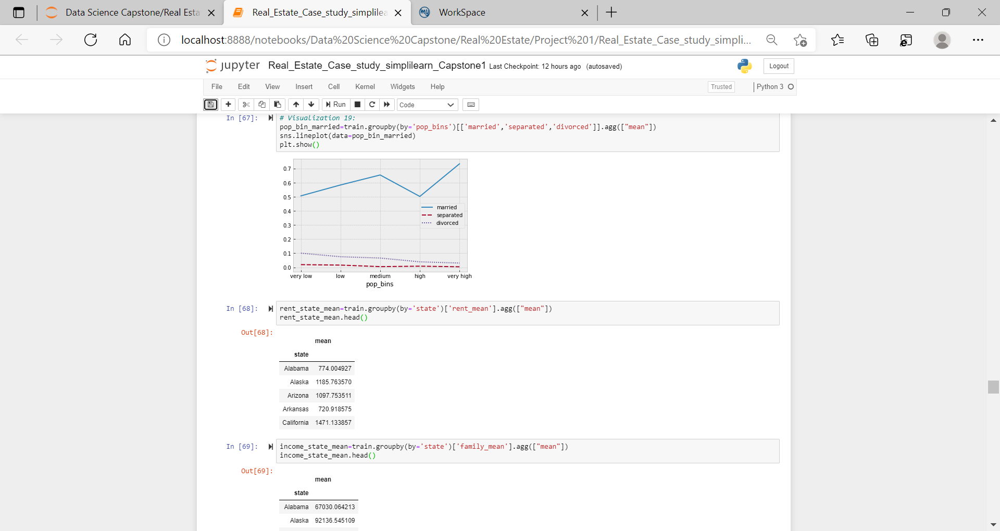 Data Science Capstone/Real Esta
Real_Estate_Case_study_simplilea
my WorkSpace
localhost:8888/notebooks/Data%20Science%20Capstone/Real%20Estate/Project%201/Real_Estate_Case_study_simpli...
jupyter Real_Estate_Case_study_simplilearn_Capstone1 Last Checkpoint: 12 hours ago (autosaved)
Logout
File Edit View Insert Cell Kernel Widgets Help
Trusted
Python 3
Run
Code
In [67]:
# Visualization 19:
pop_bin_married=train.groupby(by='pop_bins')[['married','separated','divorced']].agg(["mean"])
sns.lineplot(data=pop_bin_married)
plt.show()
0.7
0.6
0.5
0.4
0.3
0.2
0.1
0.0
married
separated
divorced
very low low medium high very high
pop_bins
In [68]:
rent_state_mean=train.groupby(by='state')['rent_mean'].agg(["mean"])
rent_state_mean.head()
Out[68]:
mean
state
Alabama 774.004927
Alaska 1185.763570
Arizona 1097.753511
Arkansas 720.918575
California 1471.133857
In [69]:
income_state_mean=train.groupby(by='state')['family_mean'].agg(["mean"])
income_state_mean.head()
Out[69]:
mean
state
Alabama 67030.064213
Alaska 92136.545109